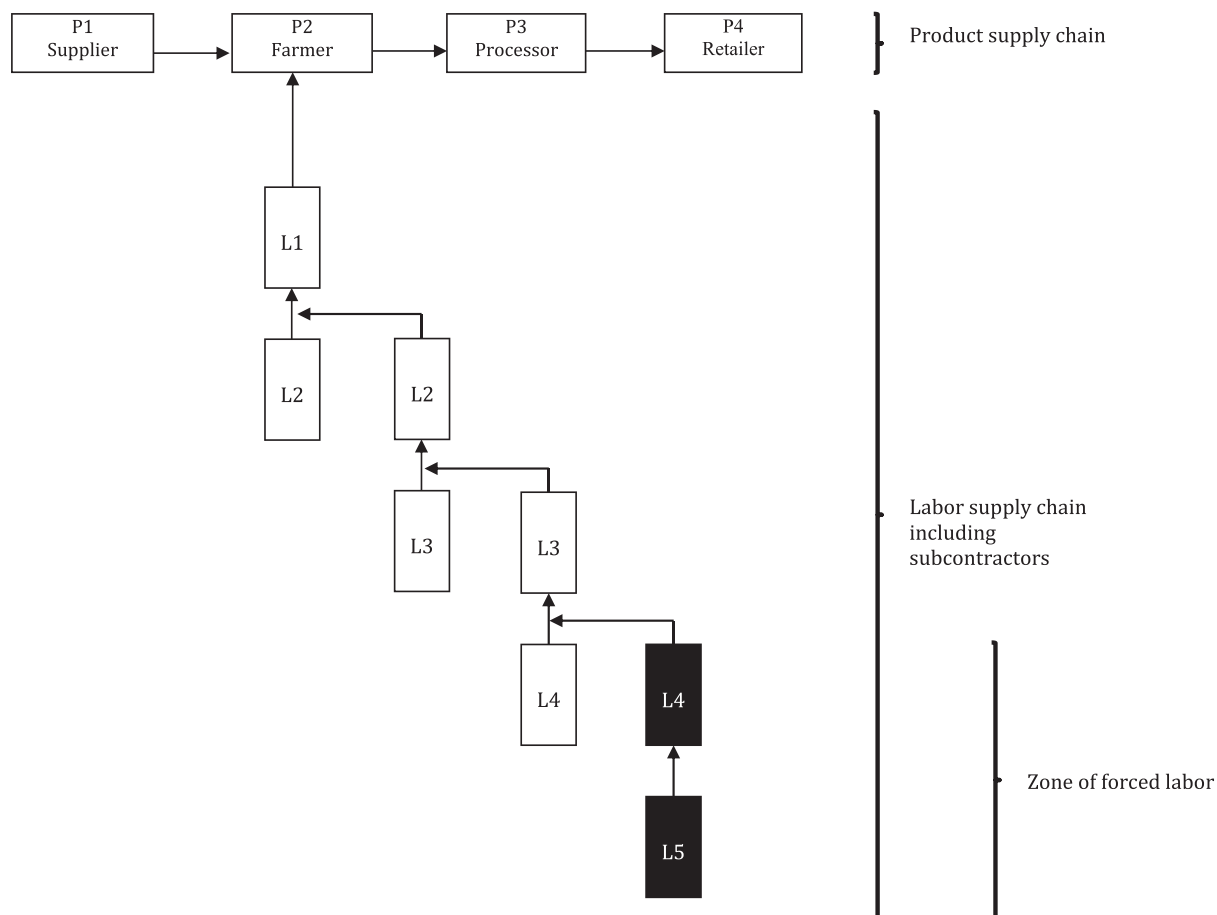 P1
Supplier
P2
Farmer
P3
Processor
P4
Retailer
Product supply chain
L1
L2
L2
L3
L3
Labor supply chain
including
subcontractors
L4
L4
Zone of forced labor
L5